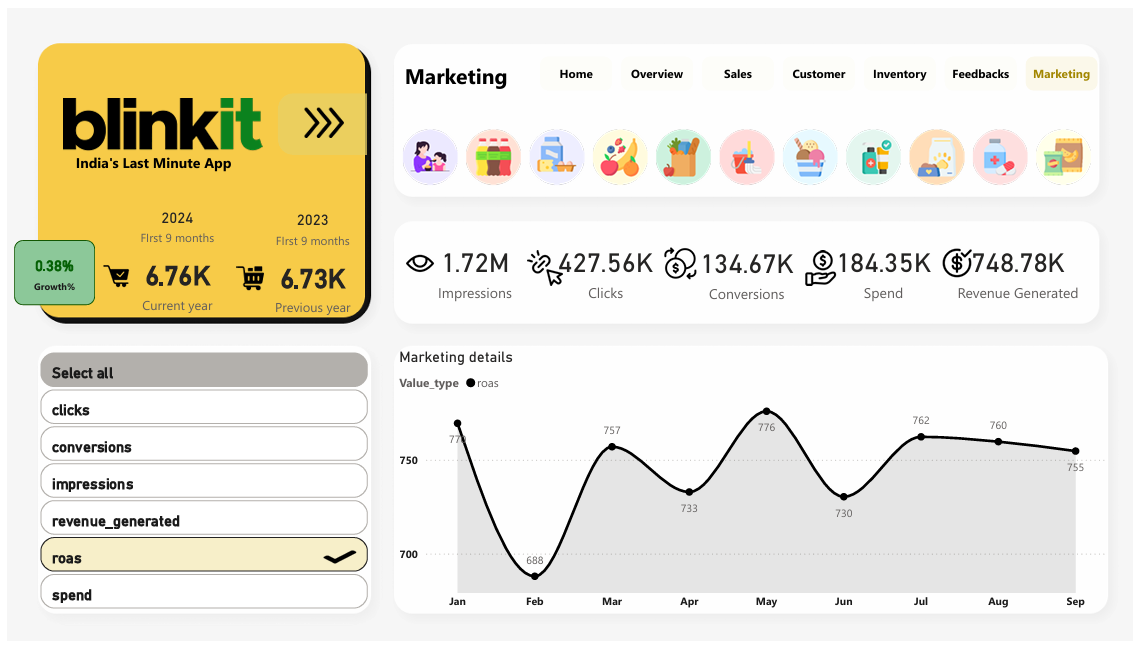 blinkit
India's Last Minute App
2024
FIrst 9 months
6.76K
Current year
2023
FIrst 9 months
6.73K
Previous year
0.38%
Growth%
Marketing
Home
Overview
Sales
Customer
Inventory
Feedbacks
Marketing
1.72M
Impressions
427.56K
Clicks
134.67K
Conversions
184.35K
Spend
748.78K
Revenue Generated
Select all
clicks
conversions
impressions
revenue_generated
roas
spend
Marketing details
Value_type roas
776
762
760
757
755
750
733
730
700
688
Jan Feb Mar Apr May Jun Jul Aug Sep